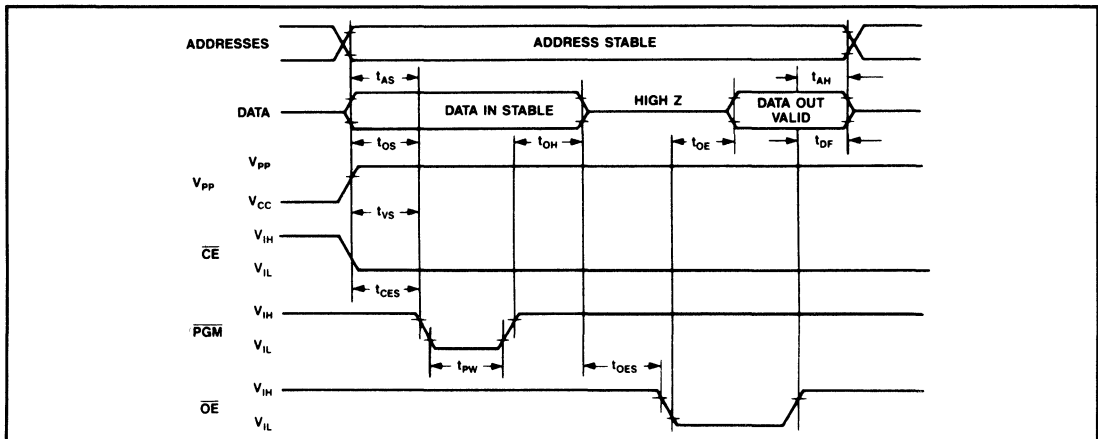 ADDRESSES
ADDRESS STABLE
tAS
tAH
DATA
DATA IN STABLE
HIGH Z
DATA OUT
VALID
tOS
tOH
tOE
tDF
VPP
VPP
VCC
tVS
CE
VIH
VIL
tCES
PGM
VIH
VIL
tPW
tOES
OE
VIH
VIL